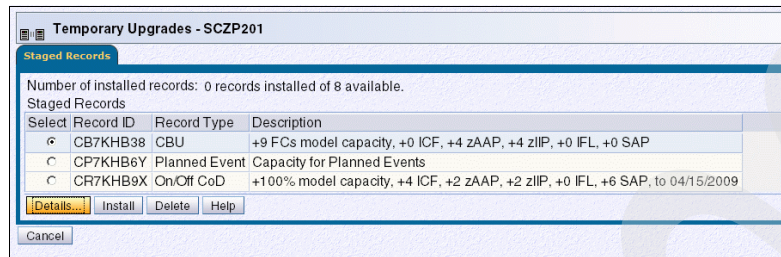 Temporary Upgrades - SCZP201
Staged Records
Number of installed records: 0 records installed of 8 available.
Staged Records
Select Record ID Record Type Description
CB7KHB38 CBU +9 FCs model capacity, +0 ICF, +4 zAAP, +4 zIIP, +0 IFL, +0 SAP
CP7KHB6Y Planned Event Capacity for Planned Events
CR7KHB9X On/Off CoD +100% model capacity, +4 ICF, +2 zAAP, +2 zIIP, +0 IFL, +6 SAP, to 04/15/2009
Details... Install Delete Help
Cancel